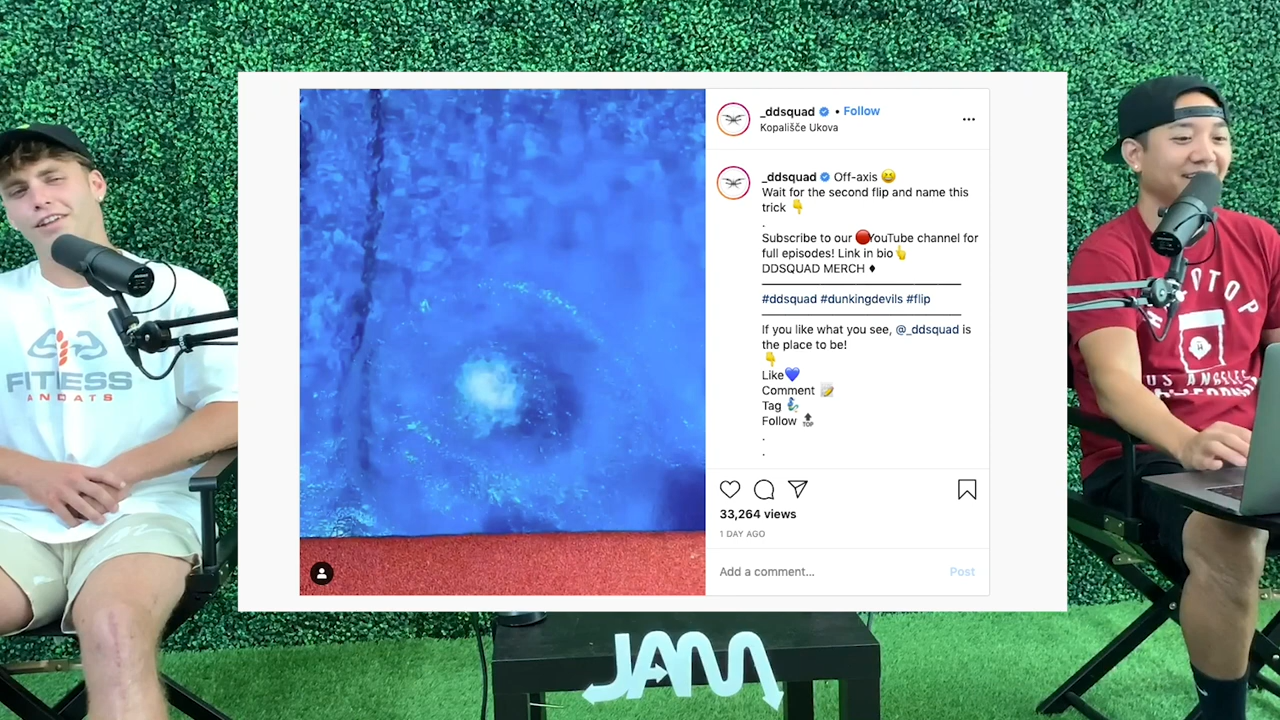 _ddsquad • Follow
Kopališče Ukova
_ddsquad Off-axis 😆
Wait for the second flip and name this
trick 👇
.
Subscribe to our 🔴YouTube channel for
full episodes! Link in bio👆
DDSQUAD MERCH ♦
#ddsquad #dunkingdevils #flip
If you like what you see, @_ddsquad is
the place to be!
👇
Like💙
Comment 📝
Tag
Follow 🔝
.
.
33,264 views
1 DAY AGO
Add a comment... Post
FITNESS
AND ATS
JAM